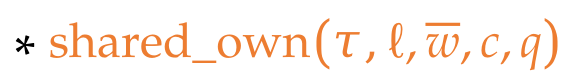 ∗ shared_own(τ, ℓ, w̅, c, q)